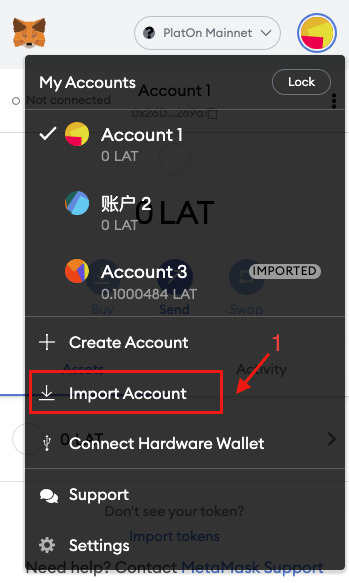 PlatOn Mainnet
My Accounts
Lock
Not connected
Account 1
0x26D...269a
Account 1
0 LAT
账户 2
0 LAT
0 LAT
Account 3
IMPORTED
0.1000484 LAT
Buy
Send
Swap
Create Account
1
Assets
Activity
Import Account
0 LAT
Connect Hardware Wallet
Support
Don't see your token?
Import tokens
Settings
Need help? Contact MetaMask Support